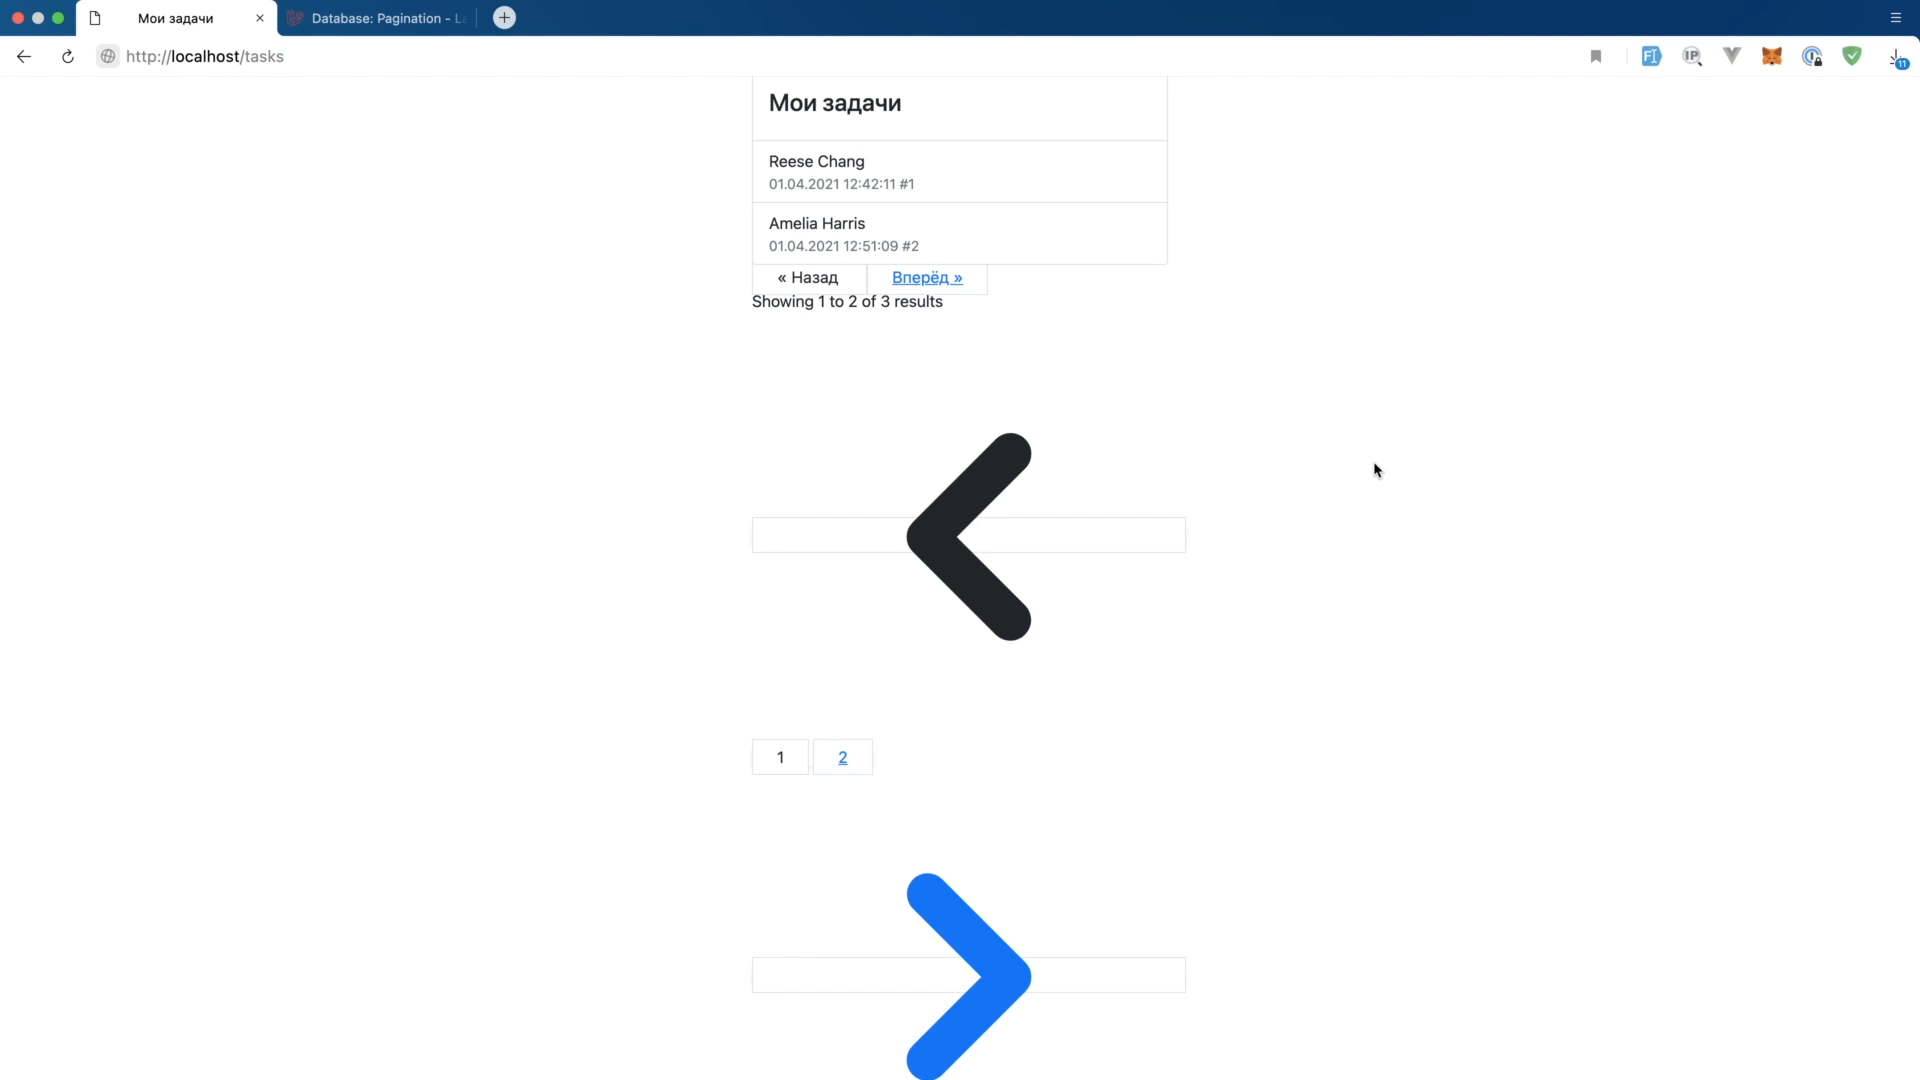 Мои задачи
Database: Pagination - La
http://localhost/tasks
11
Мои задачи
Reese Chang
01.04.2021 12:42:11 #1
Amelia Harris
01.04.2021 12:51:09 #2
« Назад
Вперёд »
Showing 1 to 2 of 3 results
1
2